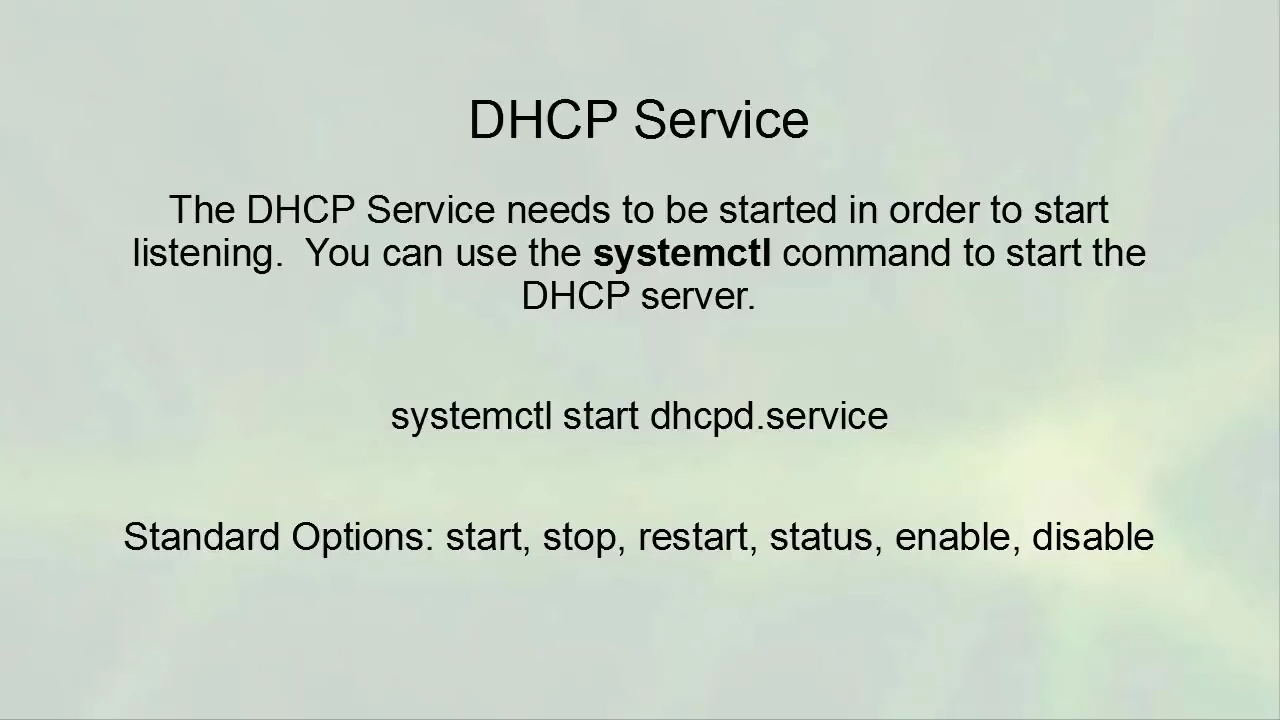 DHCP Service
The DHCP Service needs to be started in order to start
listening.  You can use the systemctl command to start the
DHCP server.
systemctl start dhcpd.service
Standard Options: start, stop, restart, status, enable, disable